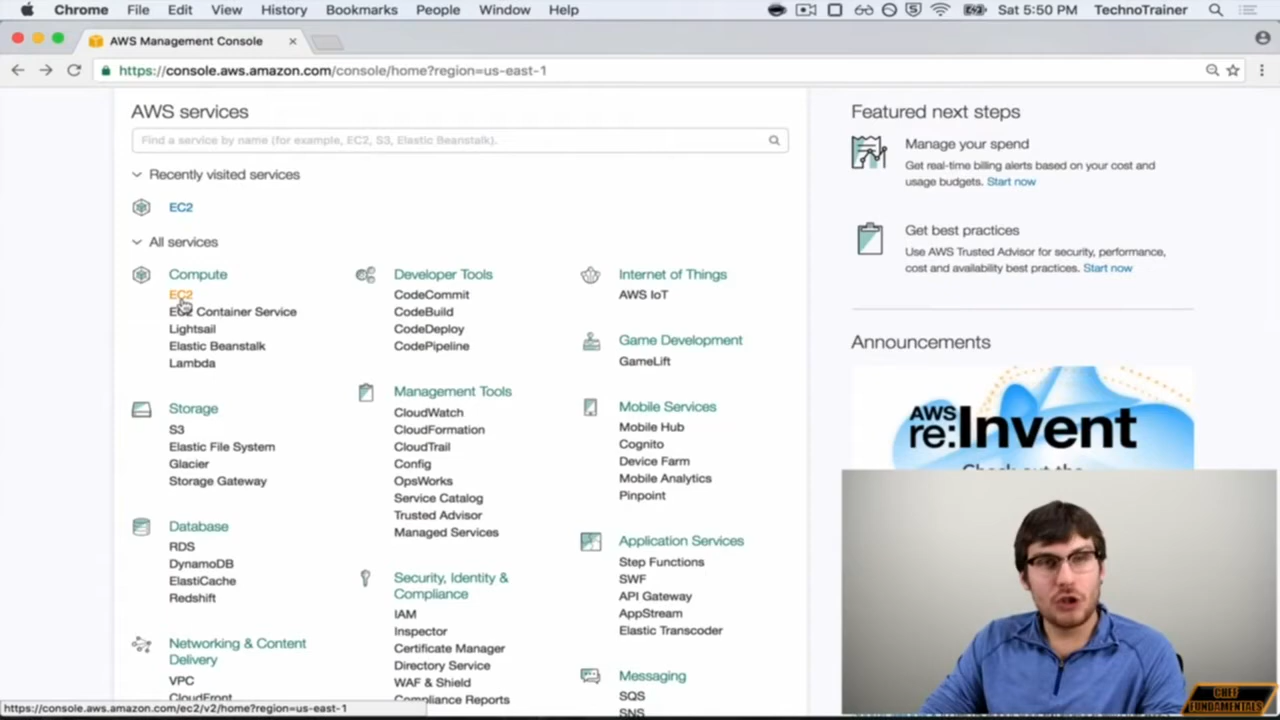 Chrome File Edit View History Bookmarks People Window Help Sat 5:50 PM TechnoTrainer
AWS Management Console
https://console.aws.amazon.com/console/home?region=us-east-1
AWS services
Find a service by name (for example, EC2, S3, Elastic Beanstalk).
Recently visited services
EC2
All services
Compute
EC2
EC2 Container Service
Lightsail
Elastic Beanstalk
Lambda
Storage
S3
Elastic File System
Glacier
Storage Gateway
Database
RDS
DynamoDB
ElastiCache
Redshift
Networking & Content
Delivery
VPC
CloudFront
Developer Tools
CodeCommit
CodeBuild
CodeDeploy
CodePipeline
Management Tools
CloudWatch
CloudFormation
CloudTrail
Config
OpsWorks
Service Catalog
Trusted Advisor
Managed Services
Security, Identity &
Compliance
IAM
Inspector
Certificate Manager
Directory Service
WAF & Shield
Compliance Reports
Internet of Things
AWS IoT
Game Development
GameLift
Mobile Services
Mobile Hub
Cognito
Device Farm
Mobile Analytics
Pinpoint
Application Services
Step Functions
SWF
API Gateway
AppStream
Elastic Transcoder
Messaging
SQS
SNS
Featured next steps
Manage your spend
Get real-time billing alerts based on your cost and
usage budgets. Start now
Get best practices
Use AWS Trusted Advisor for security, performance,
cost and availability best practices. Start now
Announcements
AWS
re:Invent
Check out the
https://console.aws.amazon.com/ec2/v2/home?region=us-east-1
CHEF
FUNDAMENTALS